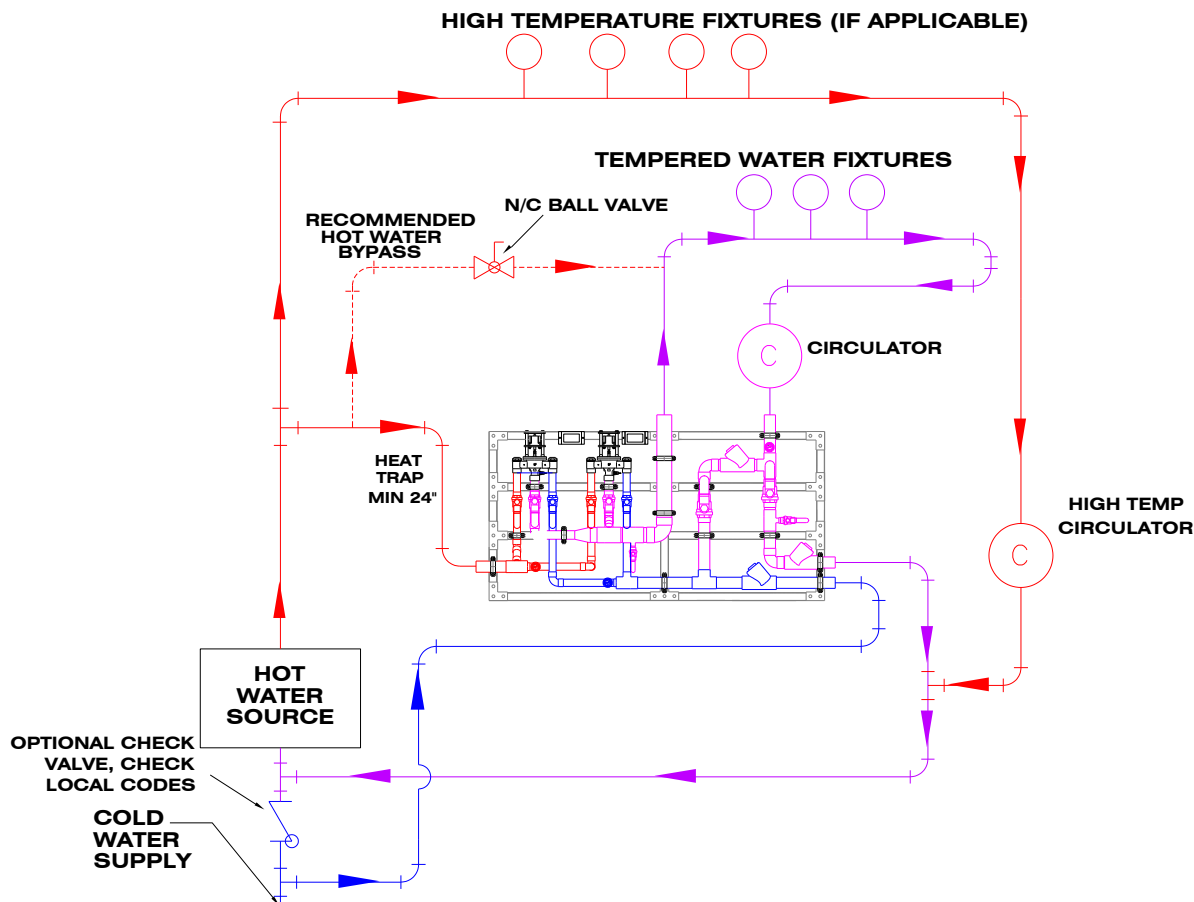 HIGH TEMPERATURE FIXTURES (IF APPLICABLE)
TEMPERED WATER FIXTURES
N/C BALL VALVE
RECOMMENDED
HOT WATER
BYPASS
C
CIRCULATOR
HEAT
TRAP
MIN 24"
HIGH TEMP
CIRCULATOR
C
HOT
WATER
SOURCE
OPTIONAL CHECK
VALVE, CHECK
LOCAL CODES
COLD
WATER
SUPPLY